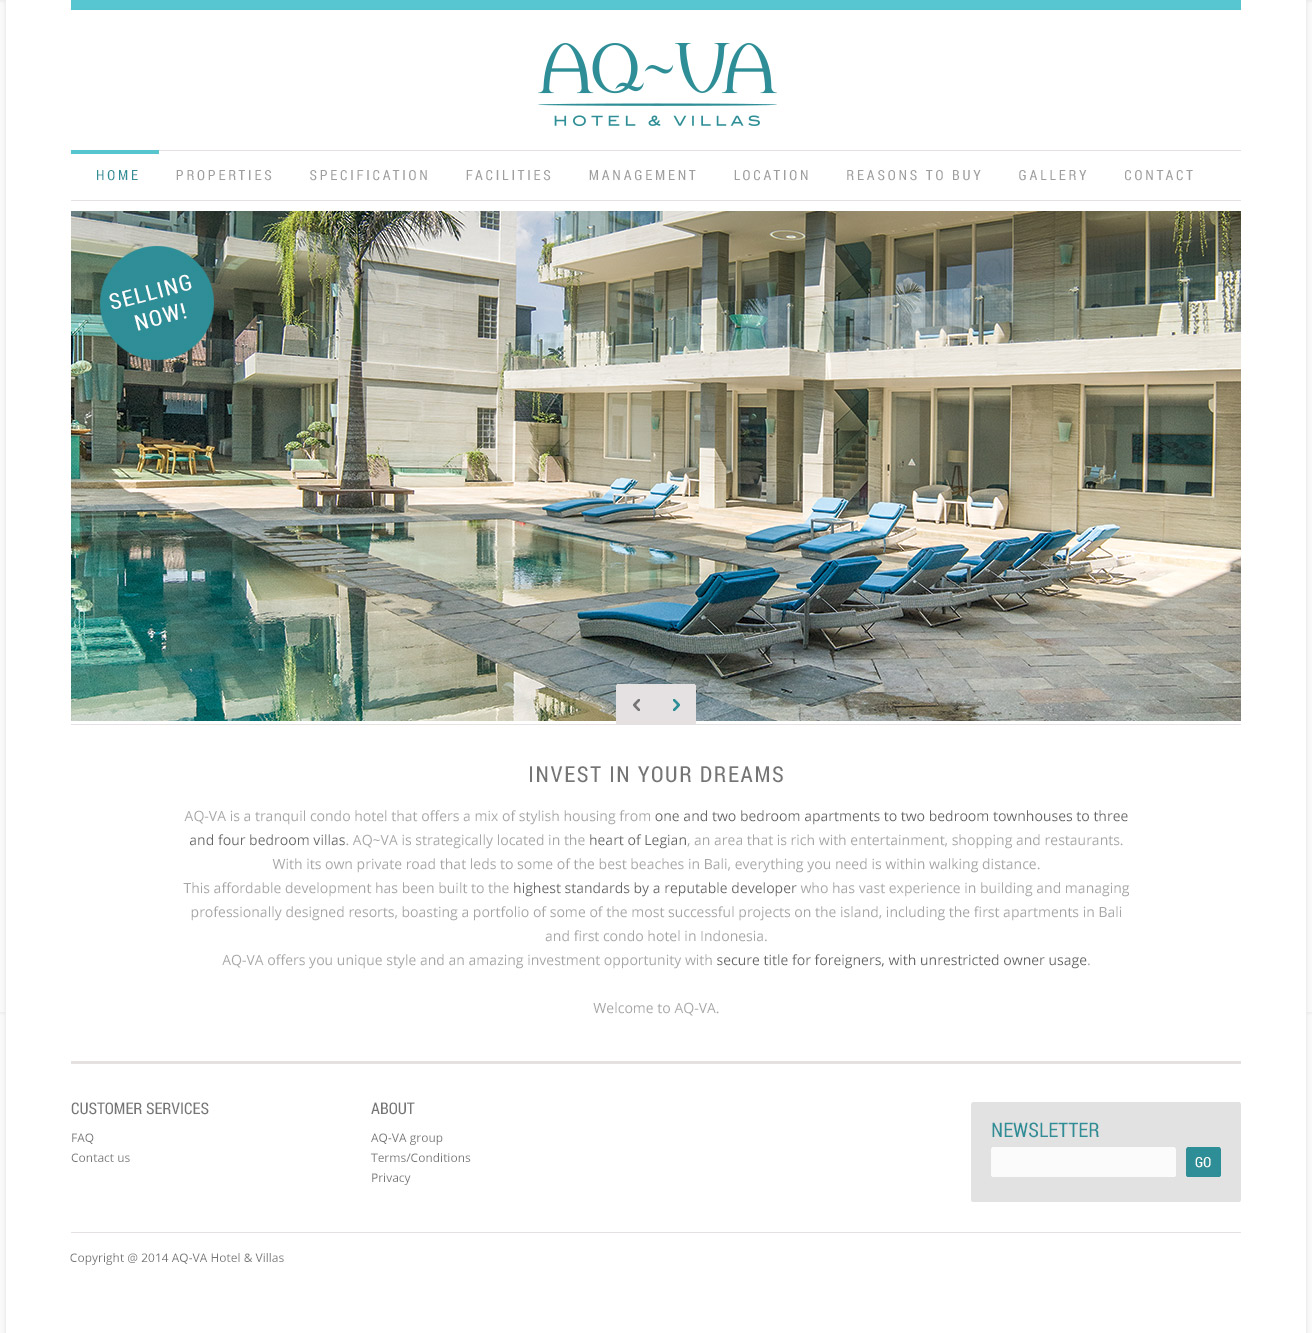 AQ~VA
HOTEL & VILLAS
HOME PROPERTIES SPECIFICATION FACILITIES MANAGEMENT LOCATION REASONS TO BUY GALLERY CONTACT
SELLING
NOW!
INVEST IN YOUR DREAMS
AQ-VA is a tranquil condo hotel that offers a mix of stylish housing from one and two bedroom apartments to two bedroom townhouses to three
and four bedroom villas. AQ~VA is strategically located in the heart of Legian, an area that is rich with entertainment, shopping and restaurants.
With its own private road that leds to some of the best beaches in Bali, everything you need is within walking distance.
This affordable development has been built to the highest standards by a reputable developer who has vast experience in building and managing
professionally designed resorts, boasting a portfolio of some of the most successful projects on the island, including the first apartments in Bali
and first condo hotel in Indonesia.
AQ-VA offers you unique style and an amazing investment opportunity with secure title for foreigners, with unrestricted owner usage.
Welcome to AQ-VA.
CUSTOMER SERVICES
FAQ
Contact us
ABOUT
AQ-VA group
Terms/Conditions
Privacy
NEWSLETTER
GO
Copyright @ 2014 AQ-VA Hotel & Villas